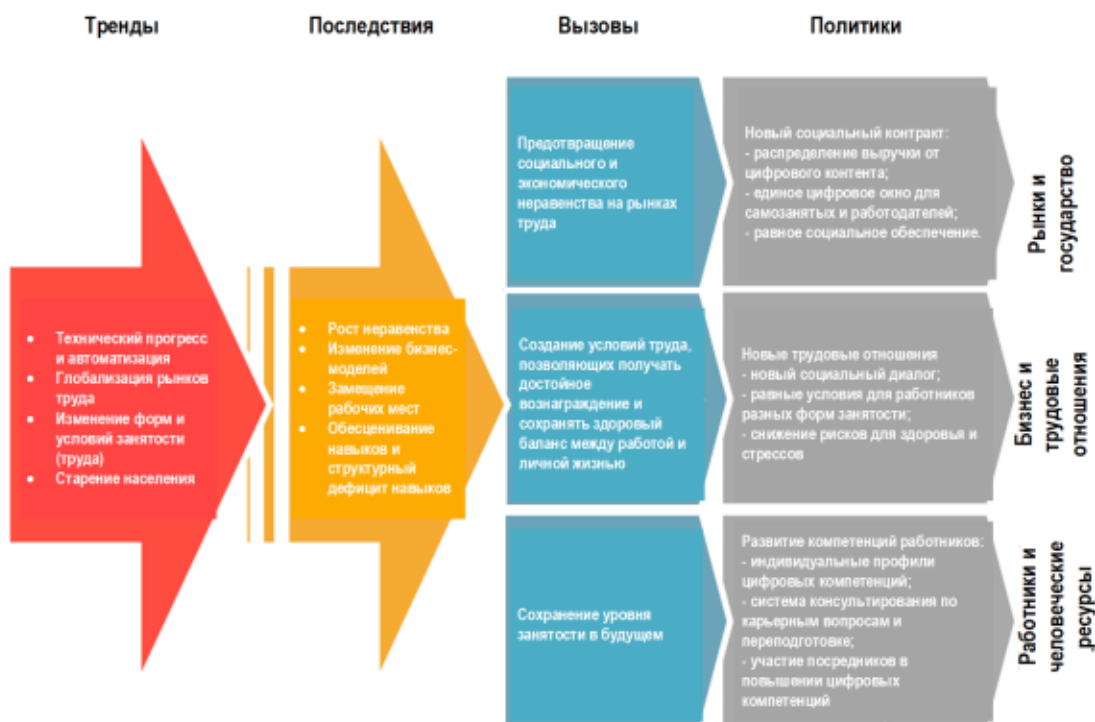 Тренды
Последствия
Вызовы
Политики
Технический прогресс
и автоматизация
Глобализация рынков
труда
Изменение форм и
условий занятости
(труда)
Старение населения
Рост неравенства
Изменение бизнес-
моделей
Замещение
рабочих мест
Обесценивание
навыков и
структурный
дефицит навыков
Предотвращение
социального и
экономического
неравенства на рынках
труда
Новый социальный контракт:
- распределение выручки от
цифрового контента;
- единое цифровое окно для
самозанятых и работодателей;
- равное социальное обеспечение.
Рынки и
государство
Создание условий труда,
позволяющих получать
достойное
вознаграждение и
сохранять здоровый
баланс между работой и
личной жизнью
Новые трудовые отношения
- новый социальный диалог;
- равные условия для работников
разных форм занятости;
- снижение рисков для здоровья и
стрессов
Бизнес и
трудовые
отношения
Сохранение уровня
занятости в будущем
Развитие компетенций работников:
- индивидуальные профили
цифровых компетенций;
- система консультирования по
карьерным вопросам и
переподготовке;
- участие посредников в
повышении цифровых
компетенций
Работники и
человеческие
ресурсы